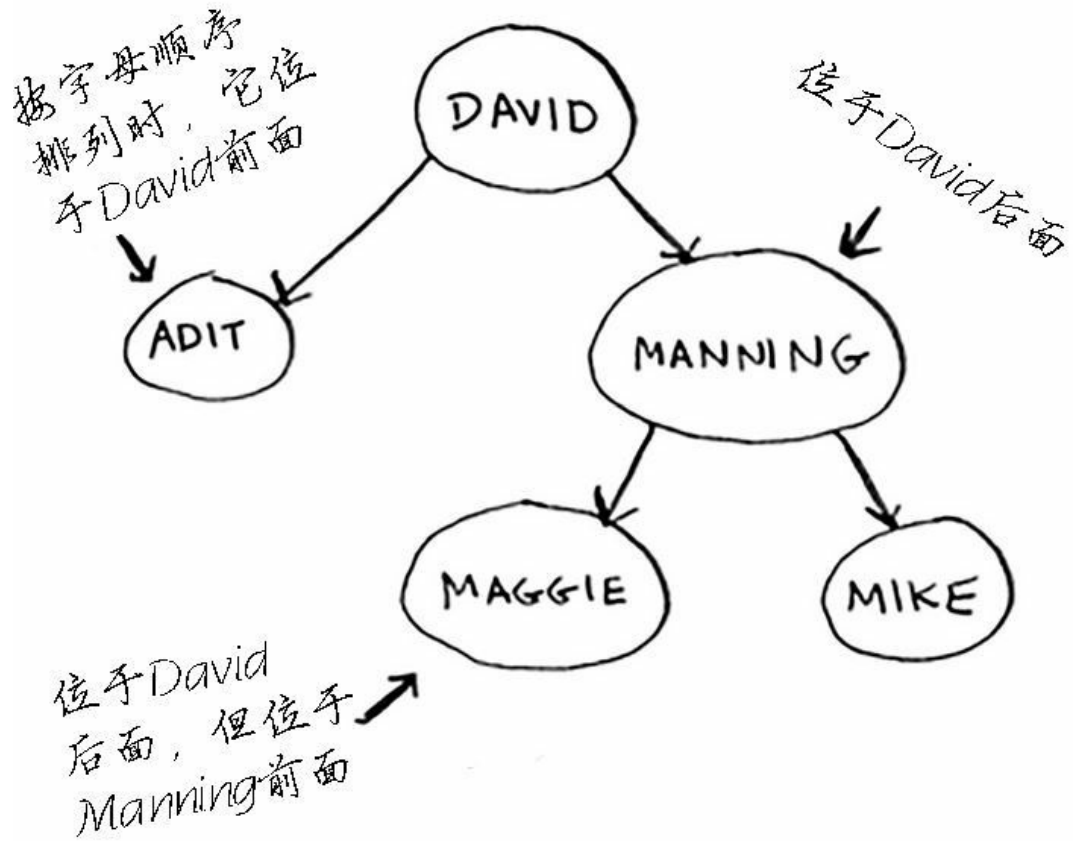 按字母顺序
排列时，它位
于David前面
DAVID
位于David后面
ADIT
MANNING
MAGGIE
MIKE
位于David
后面，但位于
Manning前面